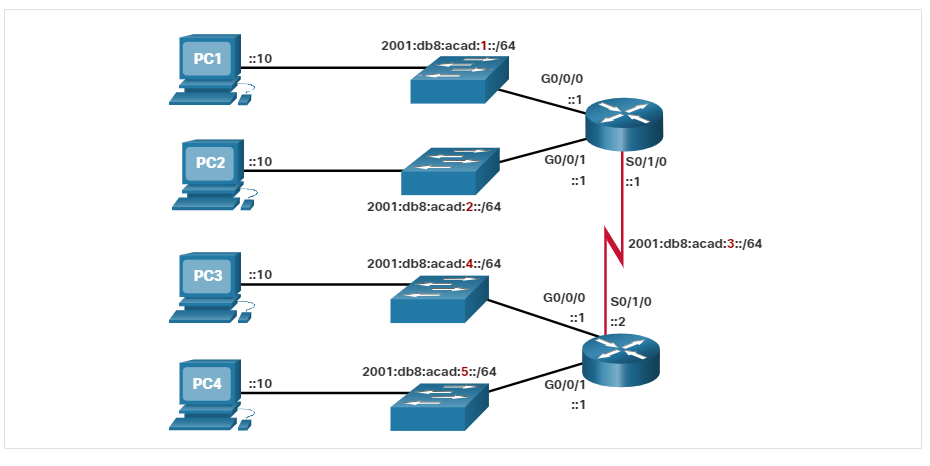 2001:db8:acad:1::/64
PC1
::10
G0/0/0
::1
PC2
::10
G0/0/1
::1
S0/1/0
::1
2001:db8:acad:2::/64
2001:db8:acad:3::/64
2001:db8:acad:4::/64
PC3
::10
G0/0/0
::1
S0/1/0
::2
2001:db8:acad:5::/64
PC4
::10
G0/0/1
::1